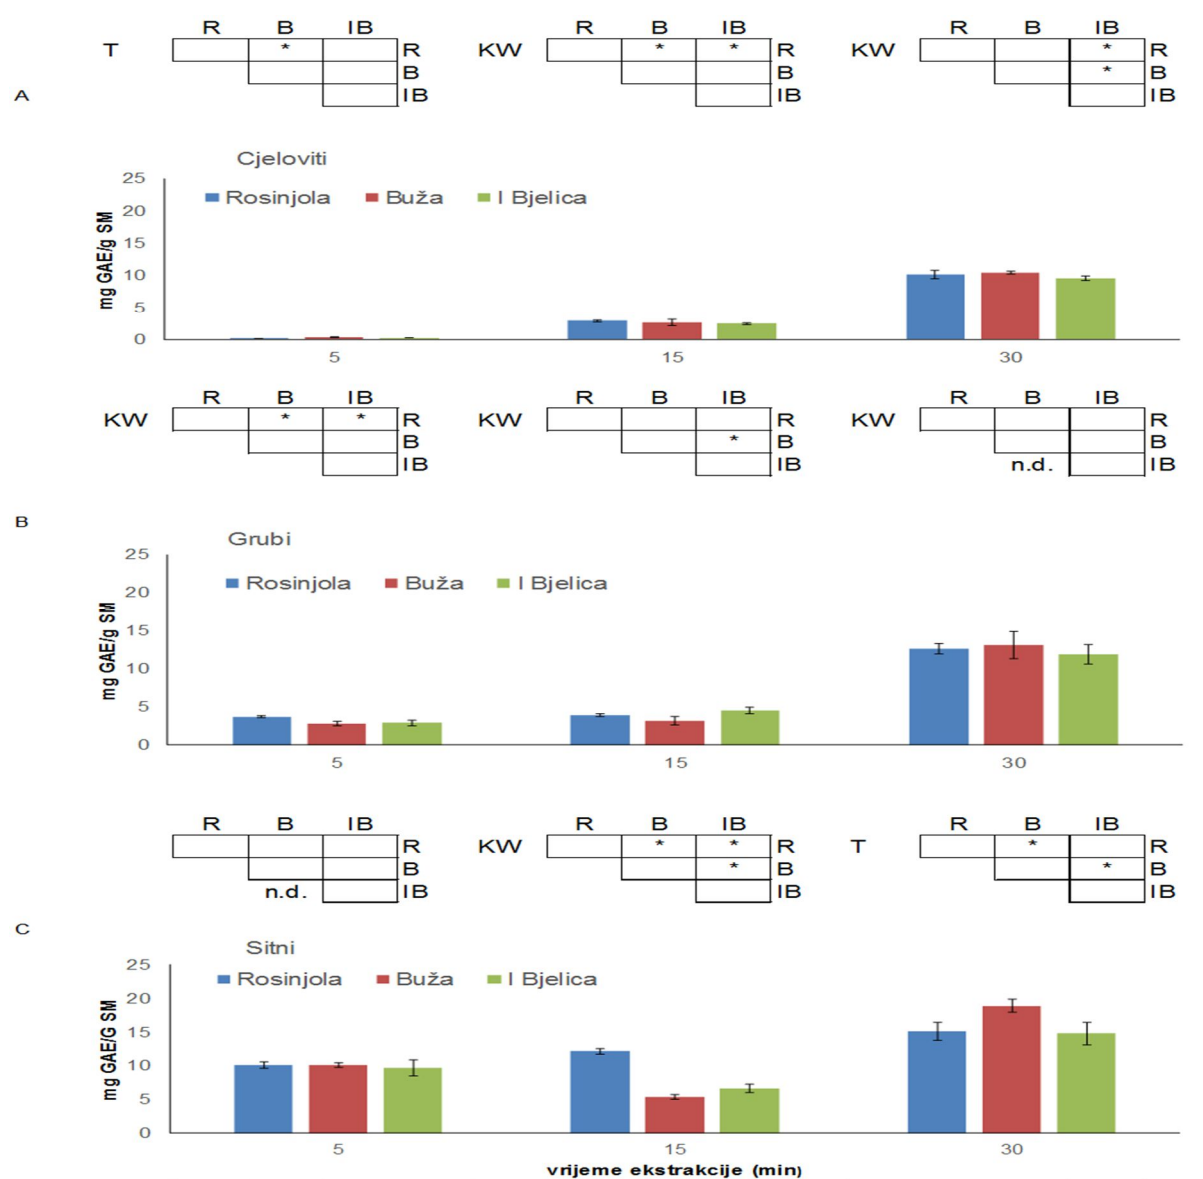 R B IB R B IB R B IB
T * R KW * * R KW * R
B B * B
A IB IB IB
Cjeloviti
25
Rosinjola Buža I Bjelica
20
15
10
5
0
mg GAE/g SM
5 15 30
R B IB R B IB R B IB
KW * * R KW R KW R
B * B B
IB IB n.d. IB
B
Grubi
25
Rosinjola Buža I Bjelica
20
15
10
5
0
mg GAE/g SM
5 15 30
R B IB R B IB R B IB
R KW * * R T * R
B * B * B
n.d. IB IB IB
C
Sitni
25
Rosinjola Buža I Bjelica
20
15
10
5
0
mg GAE/G SM
5 15 30
vrijeme ekstrakcije (min)